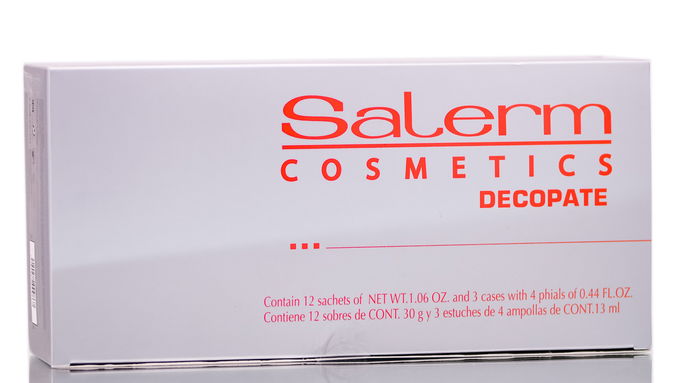 Salerm
COSMETICS
DECOPATE
Contain 12 sachets of NET WT.1.06 OZ. and 3 cases with 4 phials of 0.44 FL.OZ.
Contiene 12 sobres de CONT. 30 g y 3 estuches de 4 ampollas de CONT.13 ml